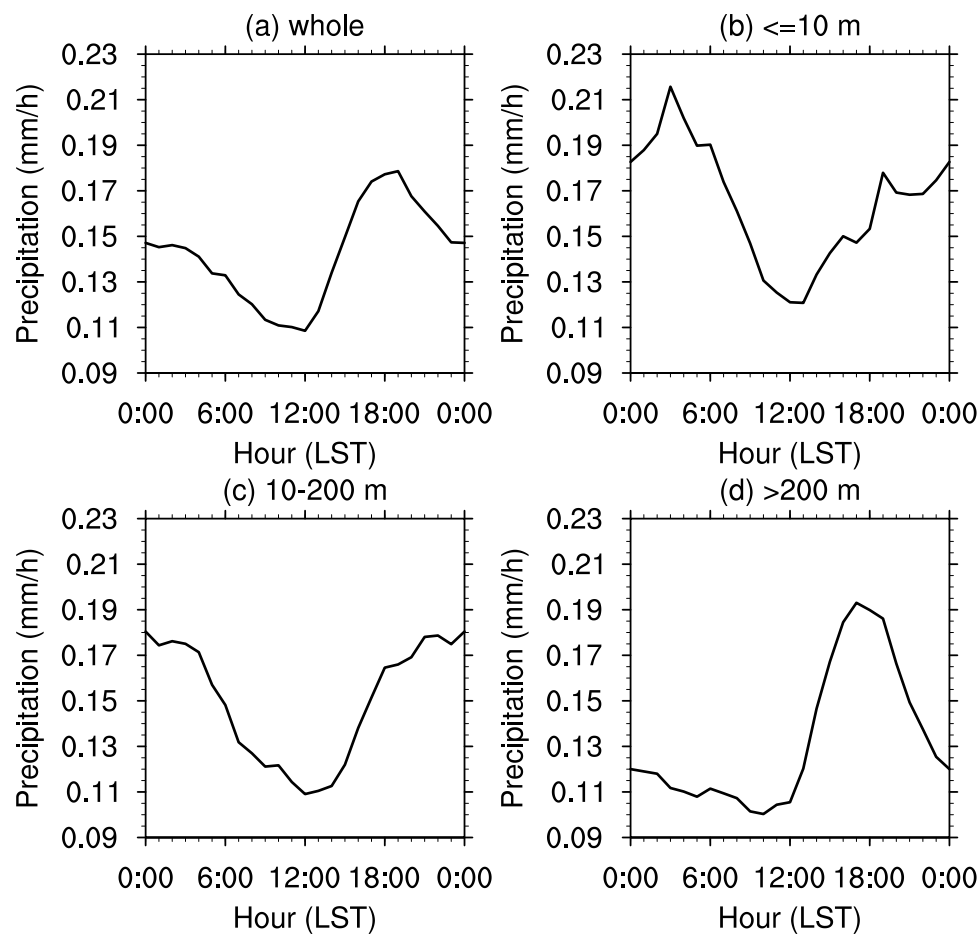 (a) whole
(b) <=10 m
0.23
0.21
0.19
0.17
0.15
0.13
0.11
0.09
Precipitation (mm/h)
0:00 6:00 12:00 18:00 0:00
Hour (LST)
0.23
0.21
0.19
0.17
0.15
0.13
0.11
0.09
Precipitation (mm/h)
0:00 6:00 12:00 18:00 0:00
Hour (LST)
(c) 10-200 m
(d) >200 m
0.23
0.21
0.19
0.17
0.15
0.13
0.11
0.09
Precipitation (mm/h)
0:00 6:00 12:00 18:00 0:00
Hour (LST)
0.23
0.21
0.19
0.17
0.15
0.13
0.11
0.09
Precipitation (mm/h)
0:00 6:00 12:00 18:00 0:00
Hour (LST)